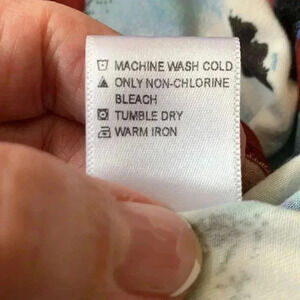 MACHINE WASH COLD
ONLY NON-CHLORINE
BLEACH
TUMBLE DRY
WARM IRON